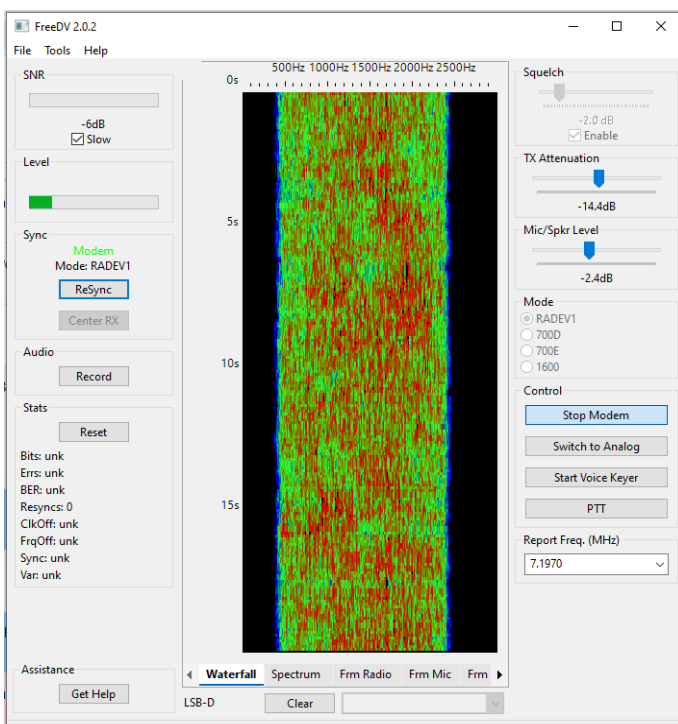 FreeDV 2.0.2
File Tools Help
SNR
-6dB
Slow
Level
Sync
Modem
Mode: RADEV1
ReSync
Center RX
Audio
Record
Stats
Reset
Bits: unk
Errs: unk
BER: unk
Resyncs: 0
ClkOff: unk
FrqOff: unk
Sync: unk
Var: unk
Assistance
Get Help
500Hz 1000Hz 1500Hz 2000Hz 2500Hz
0s
5s
10s
15s
Waterfall Spectrum Frm Radio Frm Mic Frm
LSB-D Clear
Squelch
-2.0 dB
Enable
TX Attenuation
-14.4dB
Mic/Spkr Level
-2.4dB
Mode
RADEV1
700D
700E
1600
Control
Stop Modem
Switch to Analog
Start Voice Keyer
PTT
Report Freq. (MHz)
7.1970